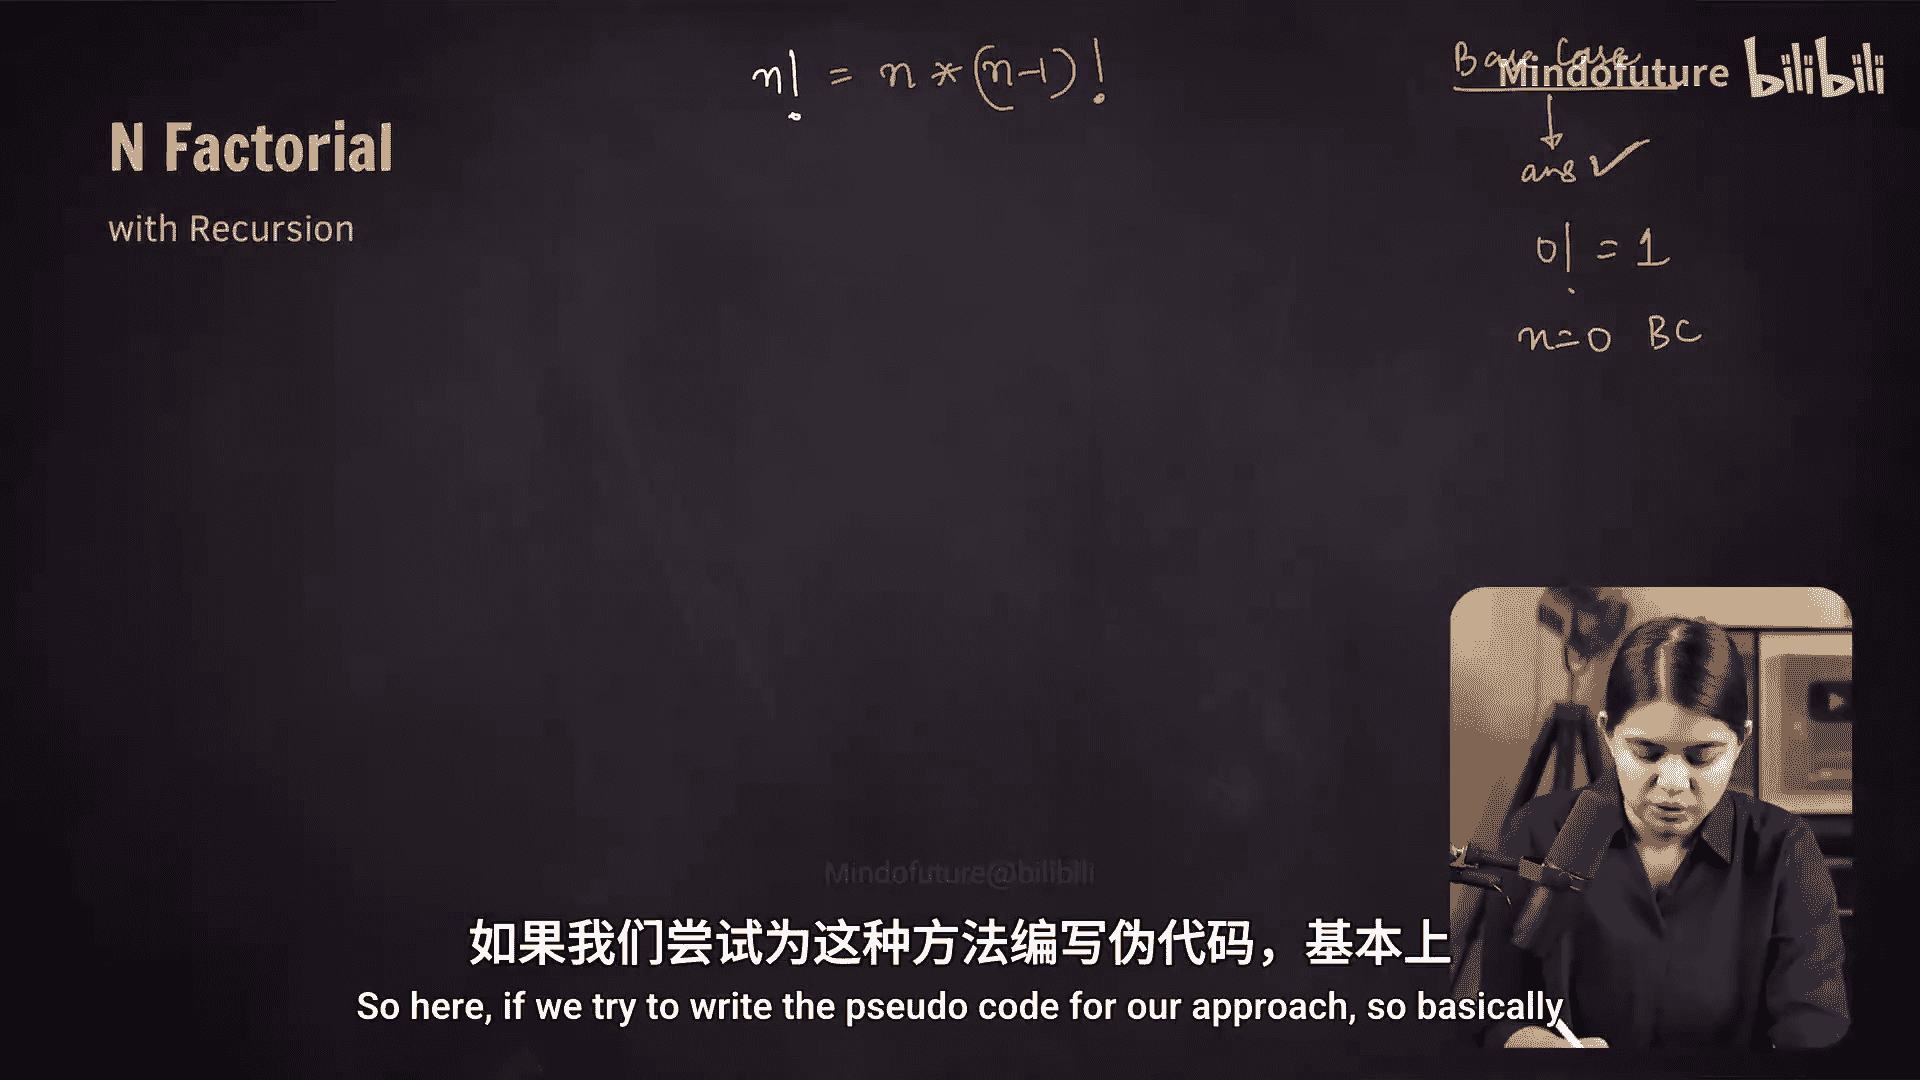 n! = n * (n-1)!
Base Case
Mindofuture bilibili
N Factorial
with Recursion
ans ✓
0! = 1
n=0 BC
Mindofuture@bilibili
如果我们尝试为这种方法编写伪代码，基本上
So here, if we try to write the pseudo code for our approach, so basically